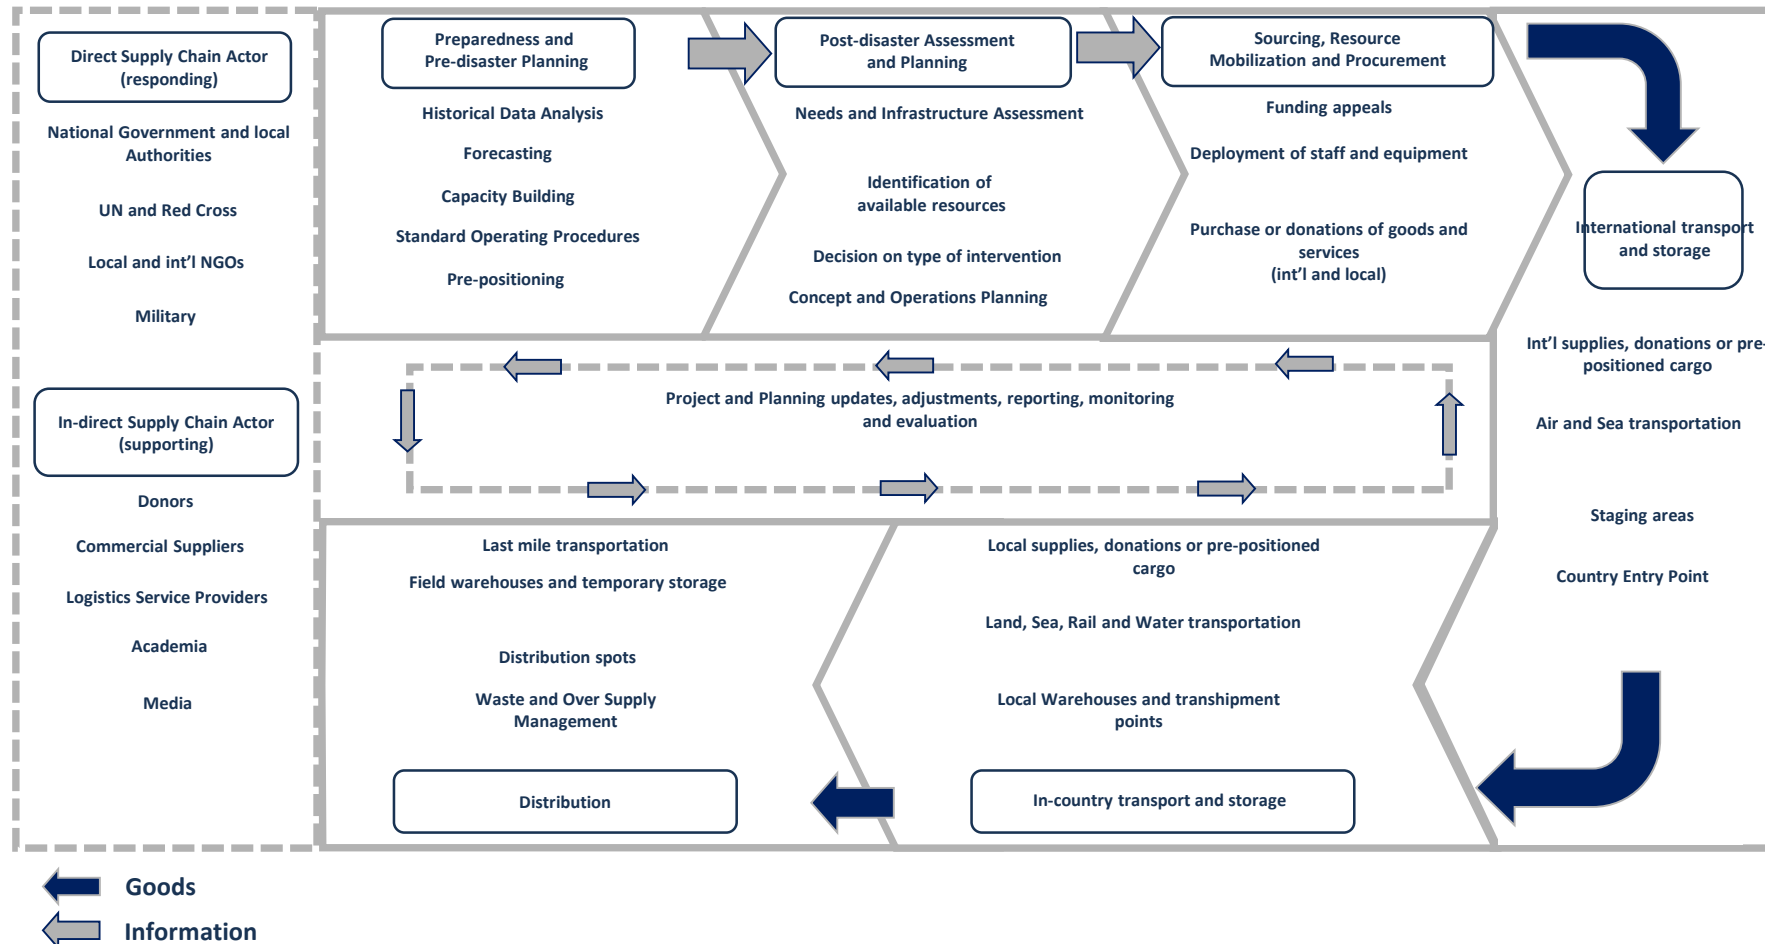 Direct Supply Chain Actor
(responding)
National Government and local
Authorities
UN and Red Cross
Local and int'l NGOs
Military
In-direct Supply Chain Actor
(supporting)
Donors
Commercial Suppliers
Logistics Service Providers
Academia
Media
Preparedness and
Pre-disaster Planning
Historical Data Analysis
Forecasting
Capacity Building
Standard Operating Procedures
Pre-positioning
Post-disaster Assessment
and Planning
Needs and Infrastructure Assessment
Identification of
available resources
Decision on type of intervention
Concept and Operations Planning
Sourcing, Resource
Mobilization and Procurement
Funding appeals
Deployment of staff and equipment
Purchase or donations of goods and
services
(int'l and local)
International transport
and storage
Int'l supplies, donations or pre-
positioned cargo
Air and Sea transportation
Staging areas
Country Entry Point
Project and Planning updates, adjustments, reporting, monitoring
and evaluation
Local supplies, donations or pre-positioned
cargo
Land, Sea, Rail and Water transportation
Local Warehouses and transhipment
points
In-country transport and storage
Last mile transportation
Field warehouses and temporary storage
Distribution spots
Waste and Over Supply
Management
Distribution
Goods
Information